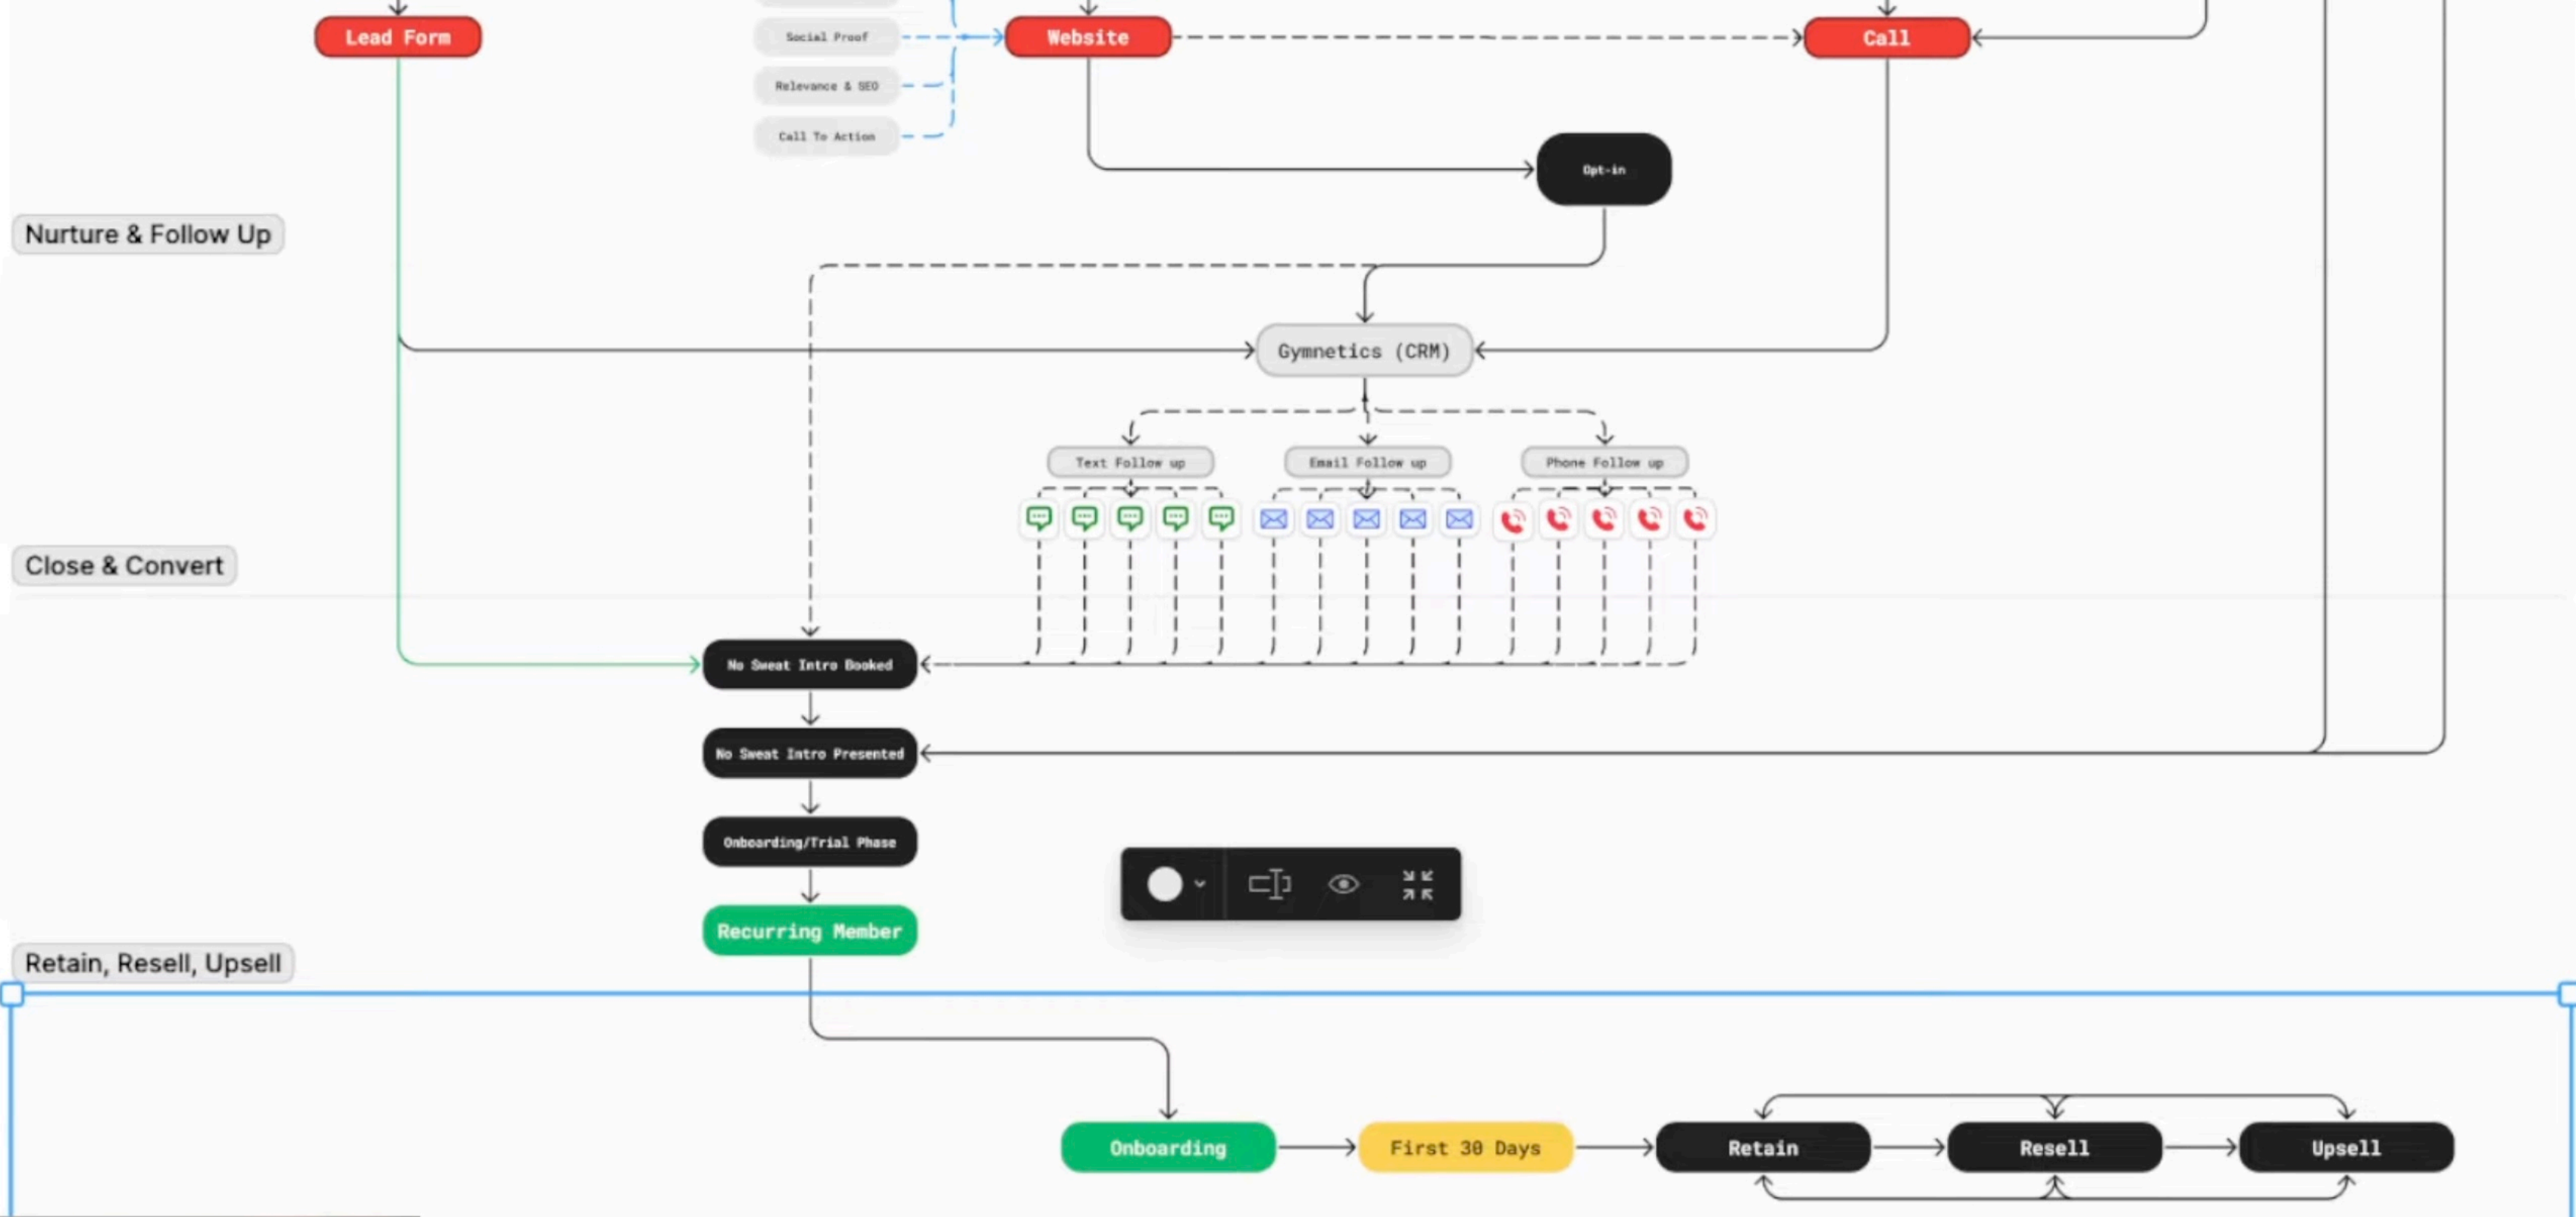 Lead Form
Social Proof
Website
Call
Relevance & SEO
Call To Action
Opt-in
Nurture & Follow Up
Gymnetics (CRM)
Text Follow up
Email Follow up
Phone Follow up
Close & Convert
No Sweat Intro Booked
No Sweat Intro Presented
Onboarding/Trial Phase
Recurring Member
Retain, Resell, Upsell
Onboarding
First 30 Days
Retain
Resell
Upsell